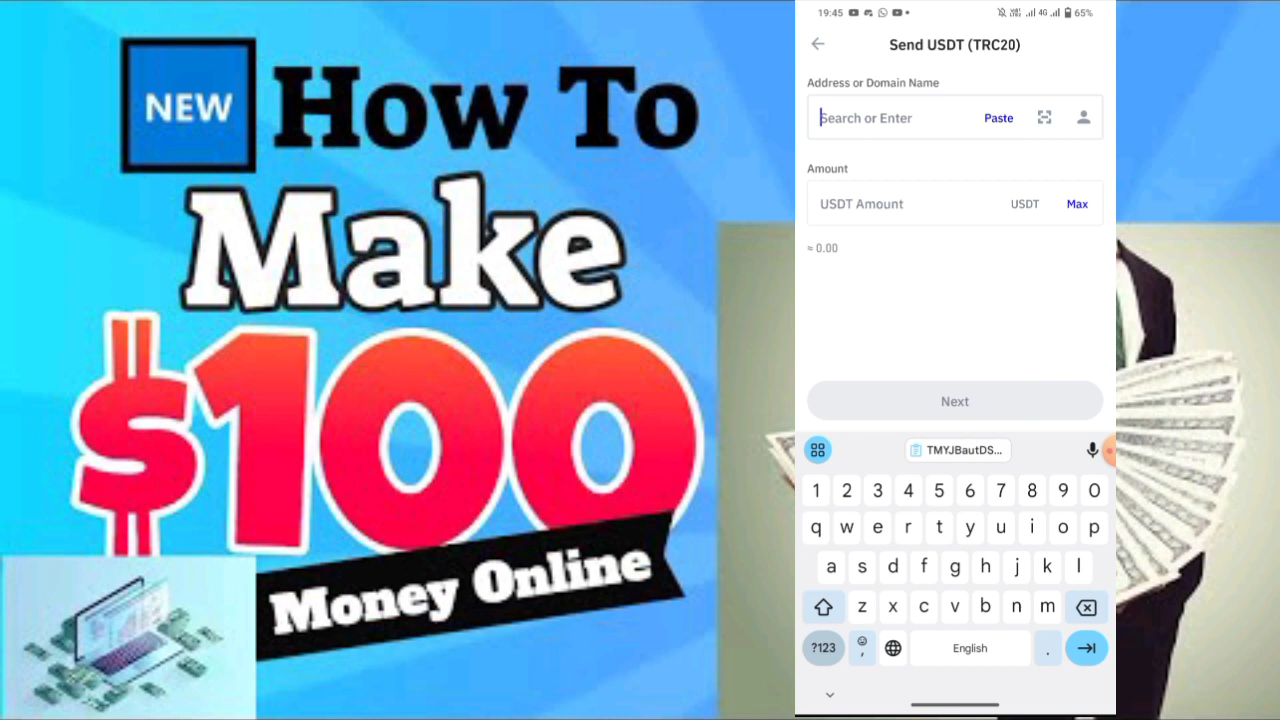 NEW
How To
Make
$100
Money Online
19:45
4G
65%
Send USDT (TRC20)
Address or Domain Name
Search or Enter
Paste
Amount
USDT Amount
USDT
Max
≈ 0.00
Next
TMYJBautDS...
1 2 3 4 5 6 7 8 9 0
q w e r t y u i o p
a s d f g h j k l
z x c v b n m
?123
,
English
.